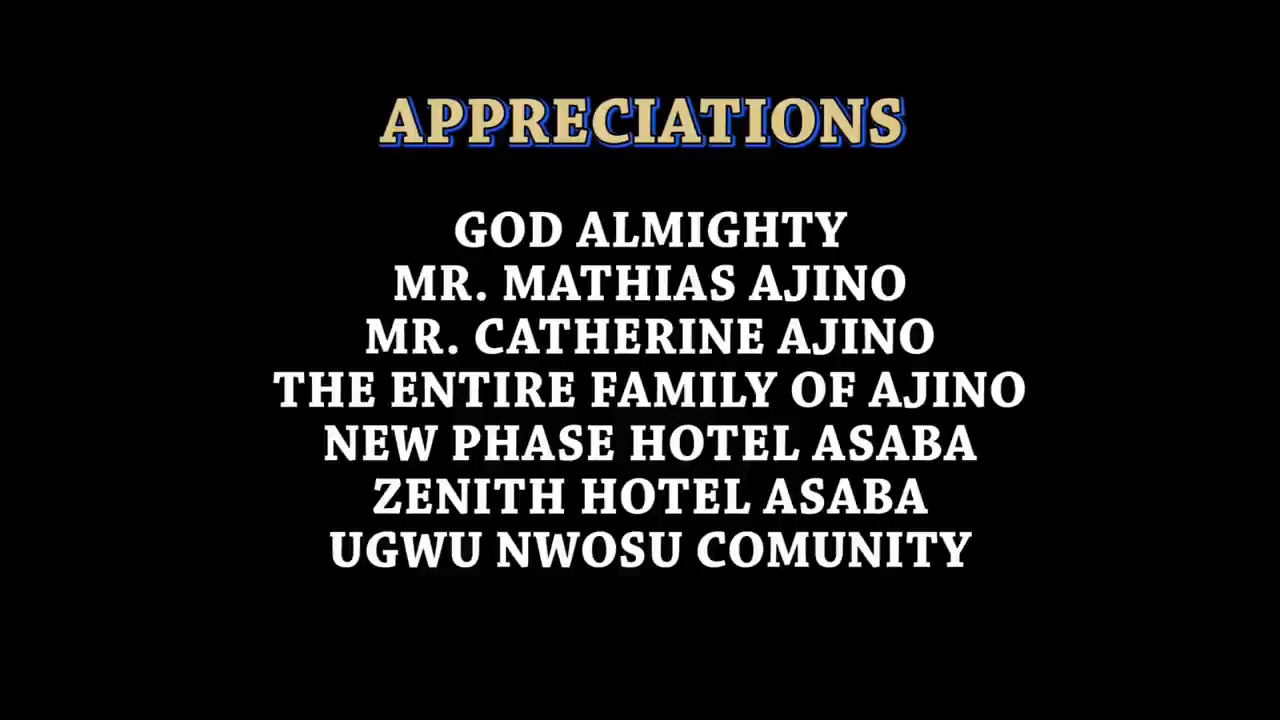 APPRECIATIONS
GOD ALMIGHTY
MR. MATHIAS AJINO
MR. CATHERINE AJINO
THE ENTIRE FAMILY OF AJINO
NEW PHASE HOTEL ASABA
ZENITH HOTEL ASABA
UGWU NWOSU COMUNITY